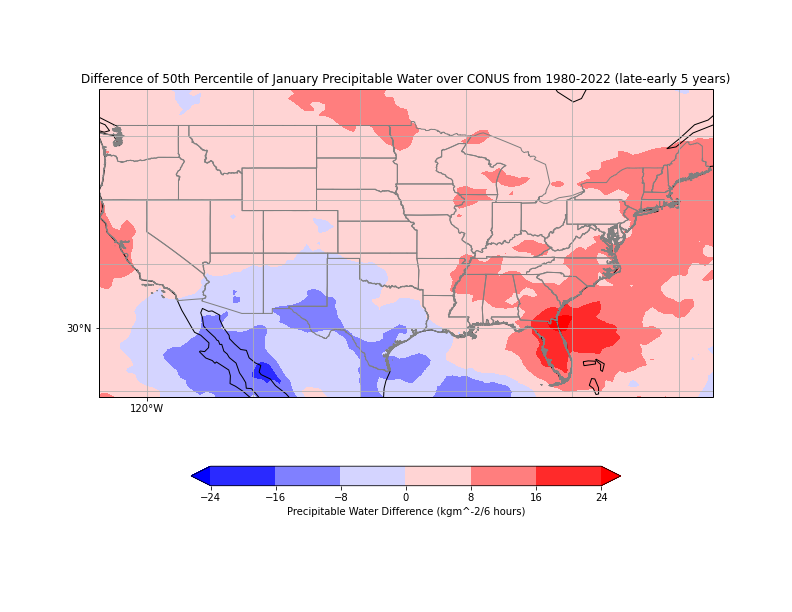 Difference of 50th Percentile of January Precipitable Water over CONUS from 1980-2022 (late-early 5 years)
30°N
120°W
−24 −16 −8 0 8 16 24
Precipitable Water Difference (kgm^-2/6 hours)